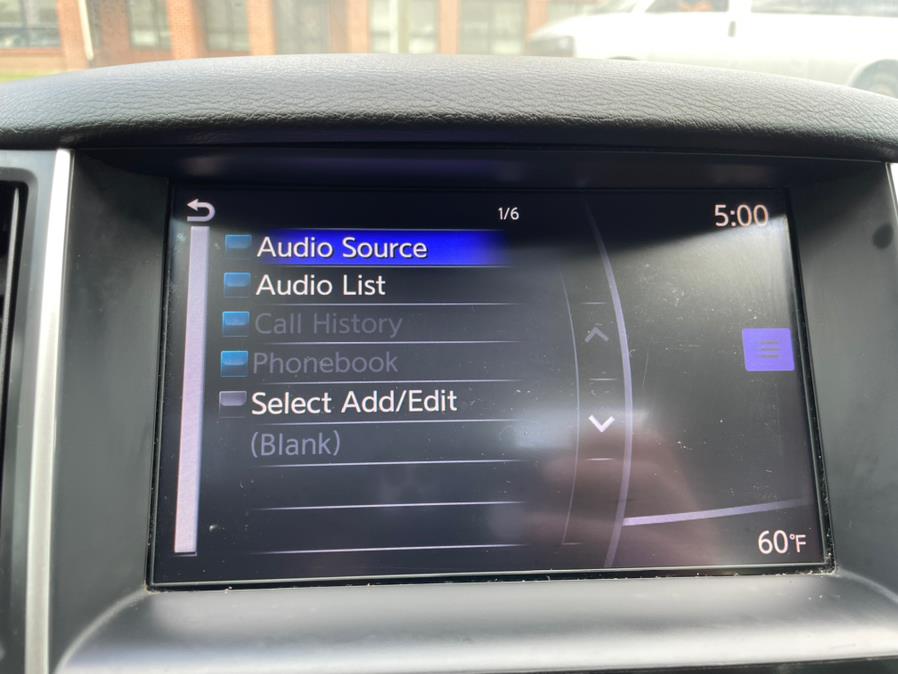 1/6
5:00
Audio Source
Audio List
Call History
Phonebook
Select Add/Edit
(Blank)
60°F